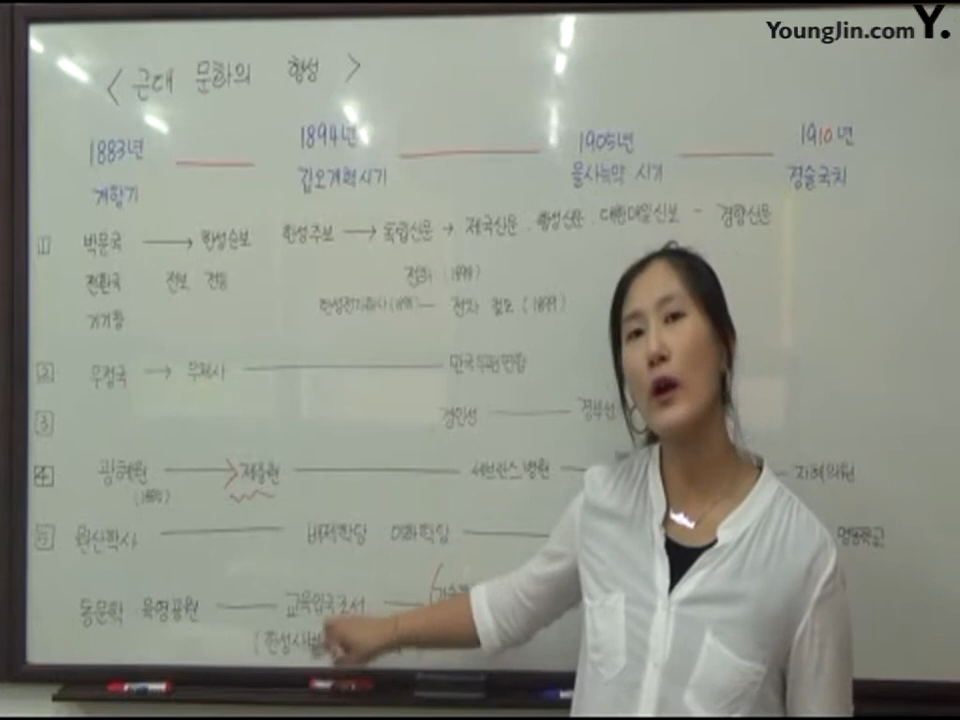 YoungJin.com Y.
< 근대 문화의 형성 >
1883년 1894년 1905년 1910년
개항기 갑오개혁시기 을사늑약 시기 경술국치
1 박문국 → 한성순보 한성주보 → 독립신문 → 제국신문 . 황성신문 . 대한매일신보 - 경향신문
전환국 전보 전등 전화 (1898)
기기창 한성전기회사(1898)— 전차 철도 (1899)
2 우정국 → 우체사 만국우편연합
3 경인선 경부선
4 광혜원 → 제중원 세브란스병원 자혜의원
(1885)
5 원산학사 배재학당 이화학당
동문학 육영공원 교육입국조서
(한성사범